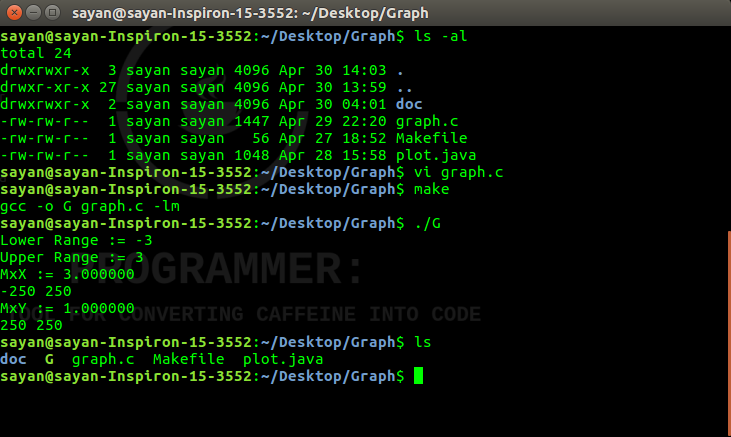 sayan@sayan-Inspiron-15-3552: ~/Desktop/Graph
sayan@sayan-Inspiron-15-3552:~/Desktop/Graph$ ls -al
total 24
drwxrwxr-x  3 sayan sayan 4096 Apr 30 14:03 .
drwxr-xr-x 27 sayan sayan 4096 Apr 30 13:59 ..
drwxrwxr-x  2 sayan sayan 4096 Apr 30 04:01 doc
-rw-rw-r--  1 sayan sayan 1447 Apr 29 22:20 graph.c
-rw-rw-r--  1 sayan sayan   56 Apr 27 18:52 Makefile
-rw-rw-r--  1 sayan sayan 1048 Apr 28 15:58 plot.java
sayan@sayan-Inspiron-15-3552:~/Desktop/Graph$ vi graph.c
sayan@sayan-Inspiron-15-3552:~/Desktop/Graph$ make
gcc -o G graph.c -lm
sayan@sayan-Inspiron-15-3552:~/Desktop/Graph$ ./G
Lower Range := -3
Upper Range := 3
PROGRAMMER:
MxX := 3.000000
-250 250
MxY := 1.000000
FOR CONVERTING CAFFEINE INTO CODE
250 250
sayan@sayan-Inspiron-15-3552:~/Desktop/Graph$ ls
doc  G  graph.c  Makefile  plot.java
sayan@sayan-Inspiron-15-3552:~/Desktop/Graph$